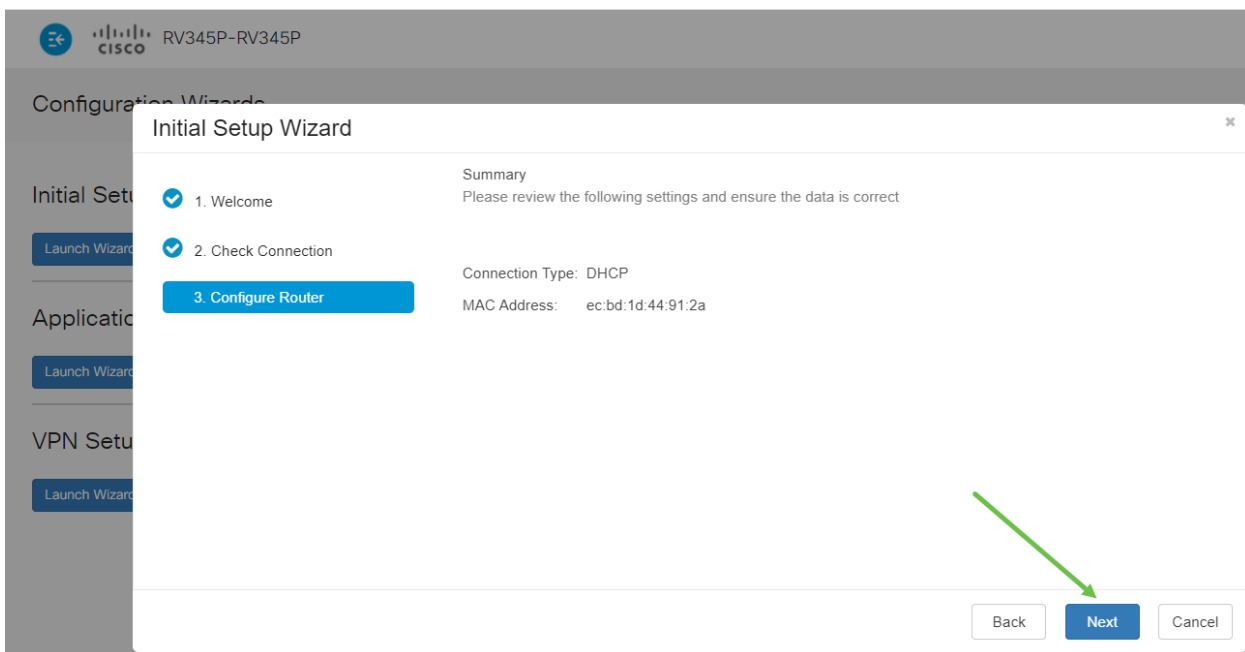 CISCO RV345P-RV345P
Configuration Wizards
Initial Setup Wizard
Initial Setu
Launch Wizard
Applicatio
Launch Wizard
VPN Setu
Launch Wizard
1. Welcome
2. Check Connection
3. Configure Router
Summary
Please review the following settings and ensure the data is correct
Connection Type: DHCP
MAC Address: ec:bd:1d:44:91:2a
Back Next Cancel